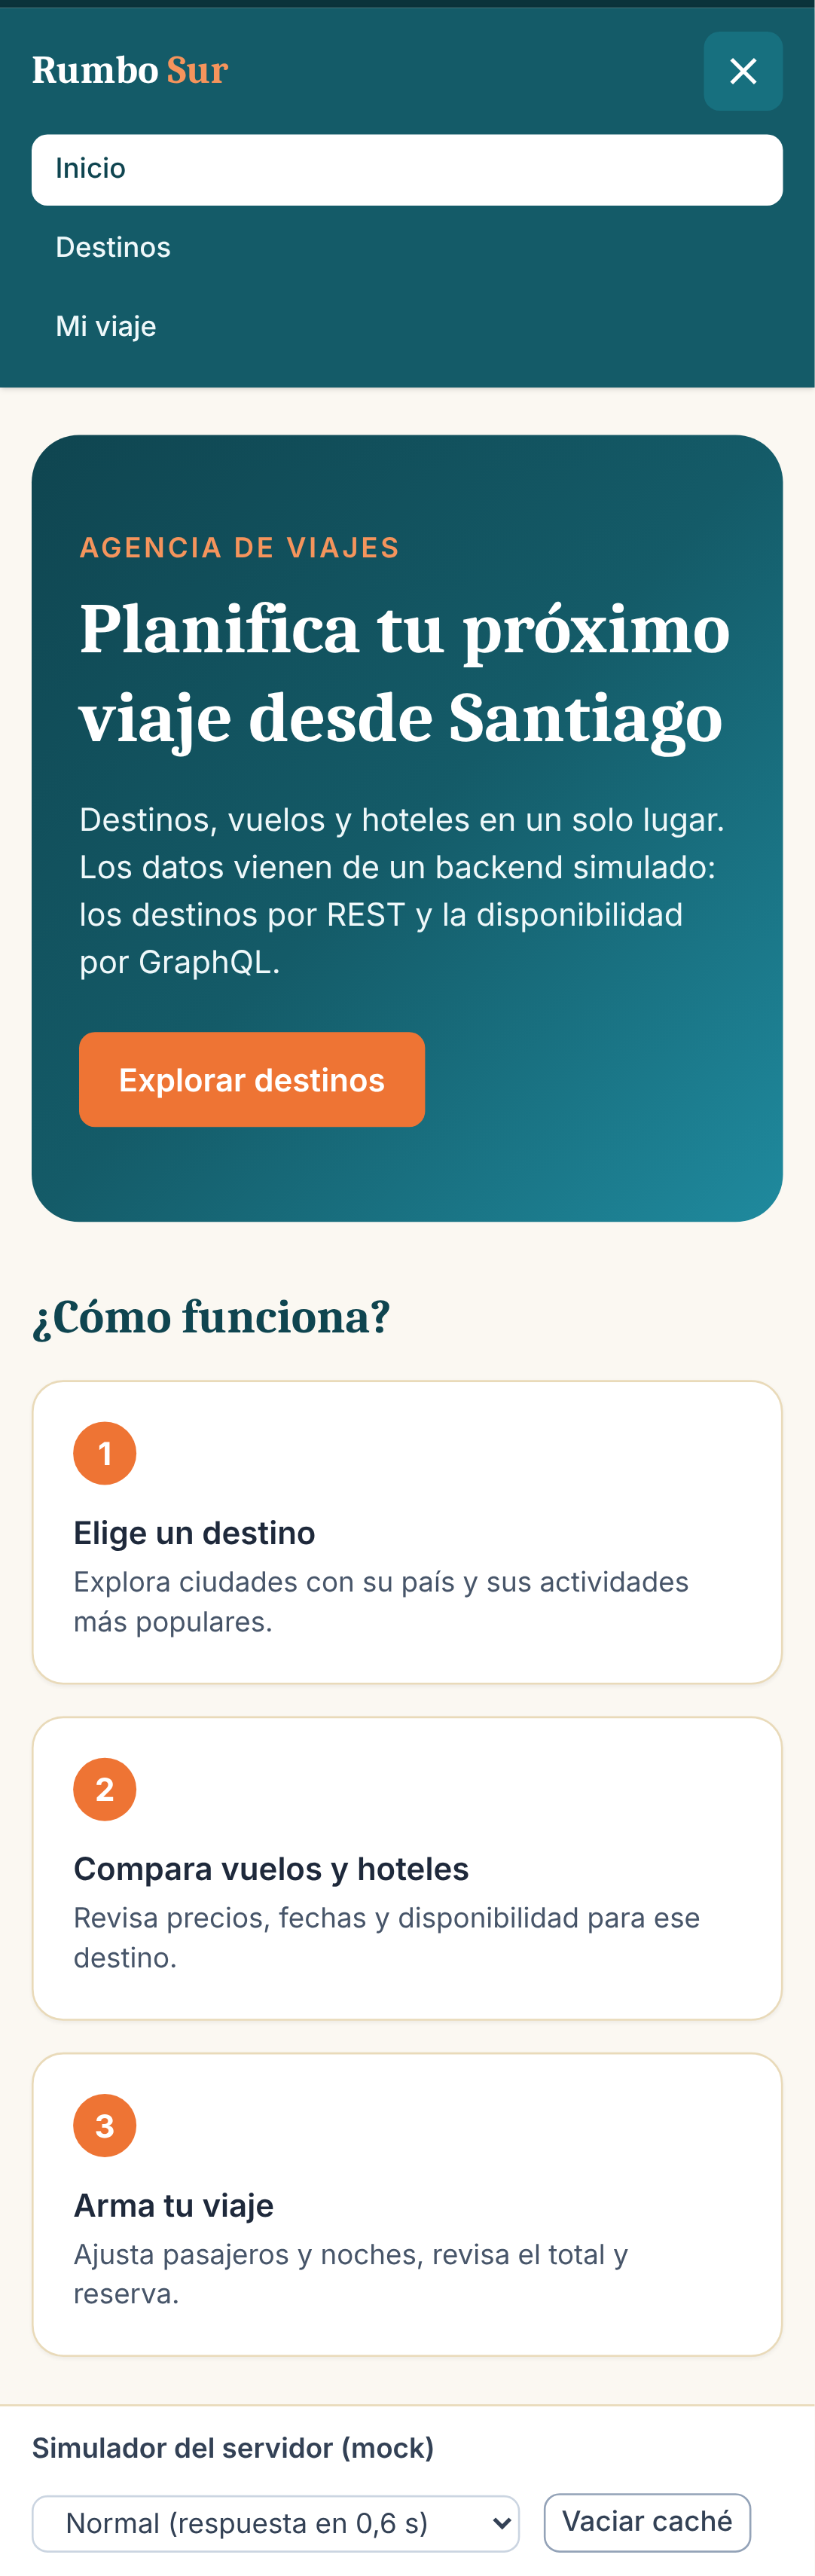 Rumbo Sur
Inicio
Destinos
Mi viaje
AGENCIA DE VIAJES
Planifica tu próximo
viaje desde Santiago
Destinos, vuelos y hoteles en un solo lugar.
Los datos vienen de un backend simulado:
los destinos por REST y la disponibilidad
por GraphQL.
Explorar destinos
¿Cómo funciona?
1
Elige un destino
Explora ciudades con su país y sus actividades
más populares.
2
Compara vuelos y hoteles
Revisa precios, fechas y disponibilidad para ese
destino.
3
Arma tu viaje
Ajusta pasajeros y noches, revisa el total y
reserva.
Simulador del servidor (mock)
Normal (respuesta en 0,6 s) Vaciar caché